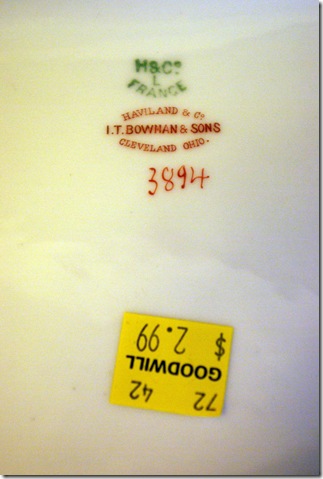 H&Cº
L
FRANCE
HAVILAND & Cº
I.T. BOWMAN & SONS
CLEVELAND OHIO.
3894
72 42
GOODWILL
$ 2.99